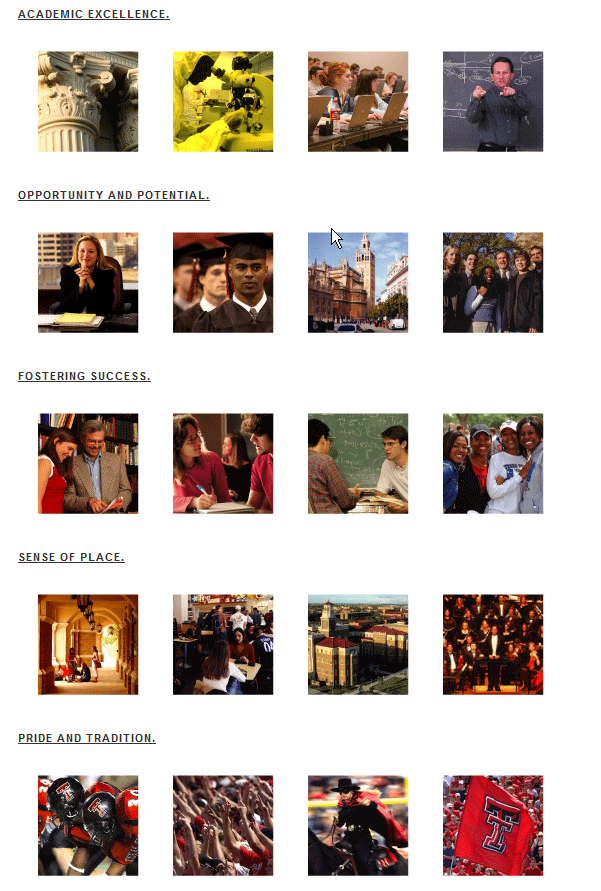 ACADEMIC EXCELLENCE.
OPPORTUNITY AND POTENTIAL.
FOSTERING SUCCESS.
SENSE OF PLACE.
PRIDE AND TRADITION.